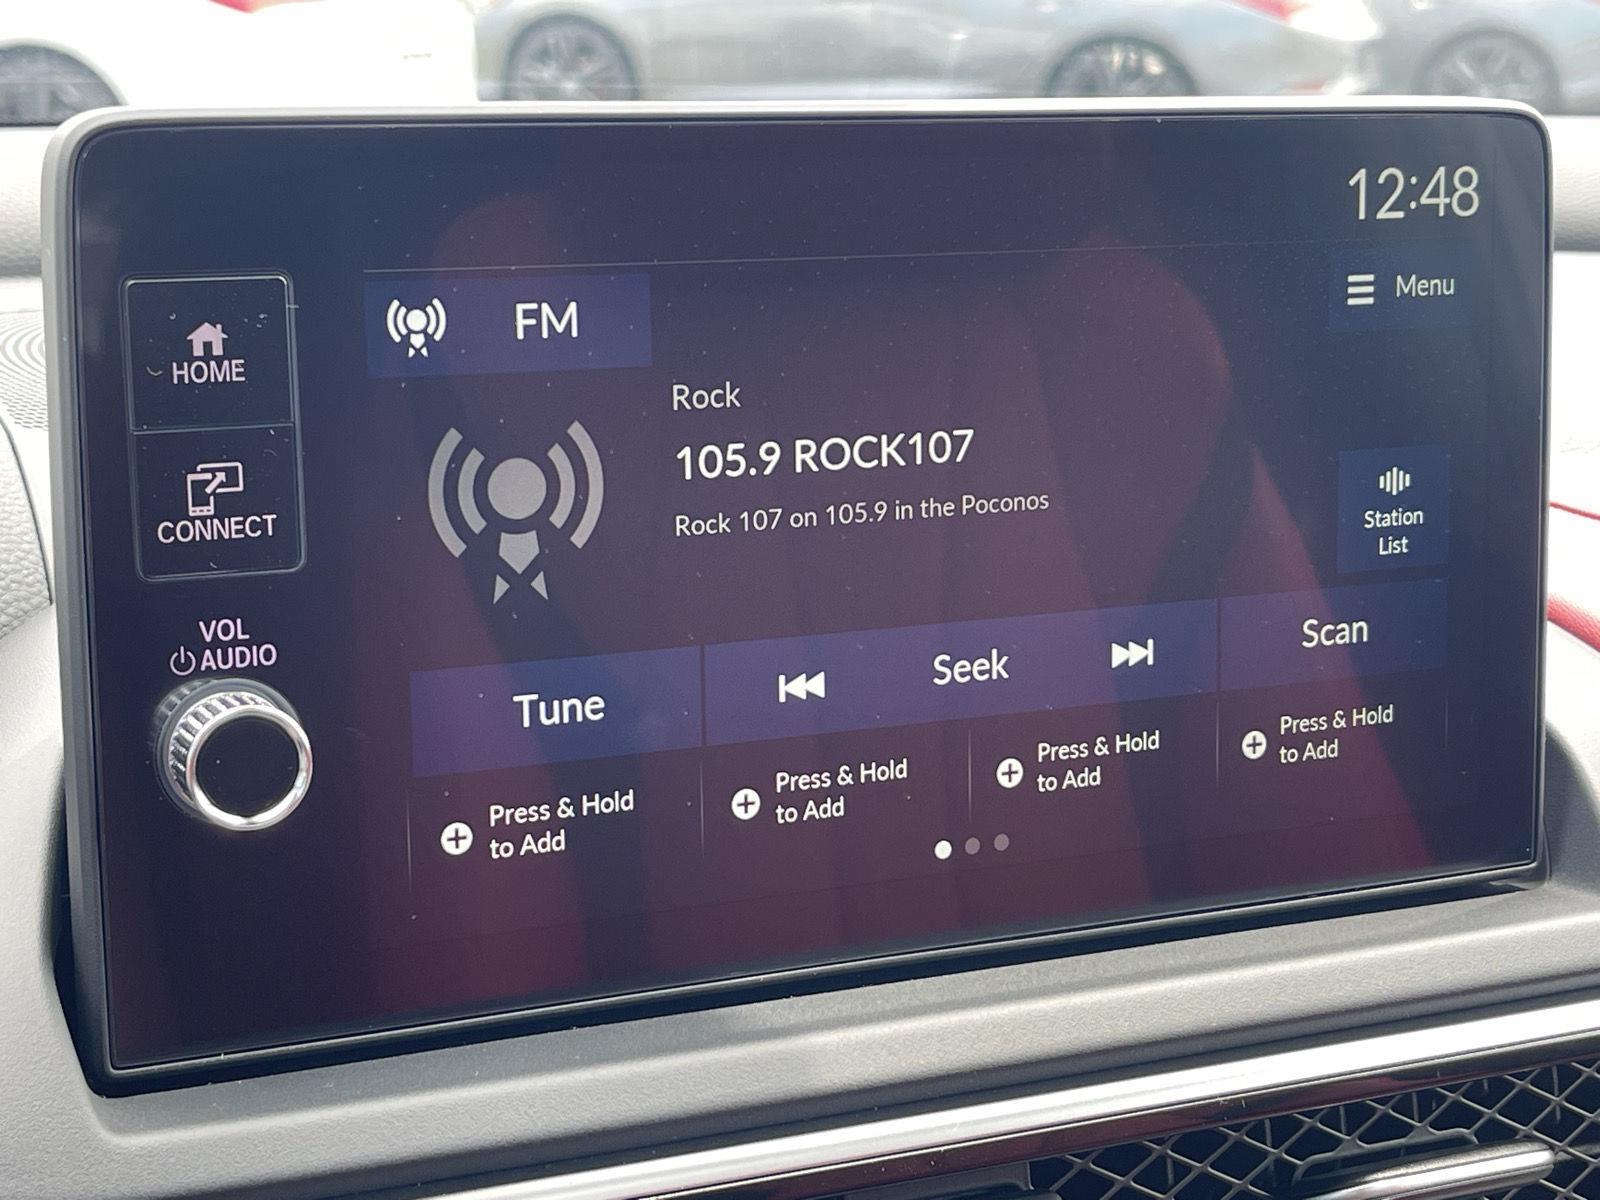 12:48
HOME
FM
Menu
Rock
105.9 ROCK107
Rock 107 on 105.9 in the Poconos
CONNECT
Station
List
VOL
AUDIO
Tune
Seek
Scan
Press & Hold
to Add
Press & Hold
to Add
Press & Hold
to Add
Press & Hold
to Add